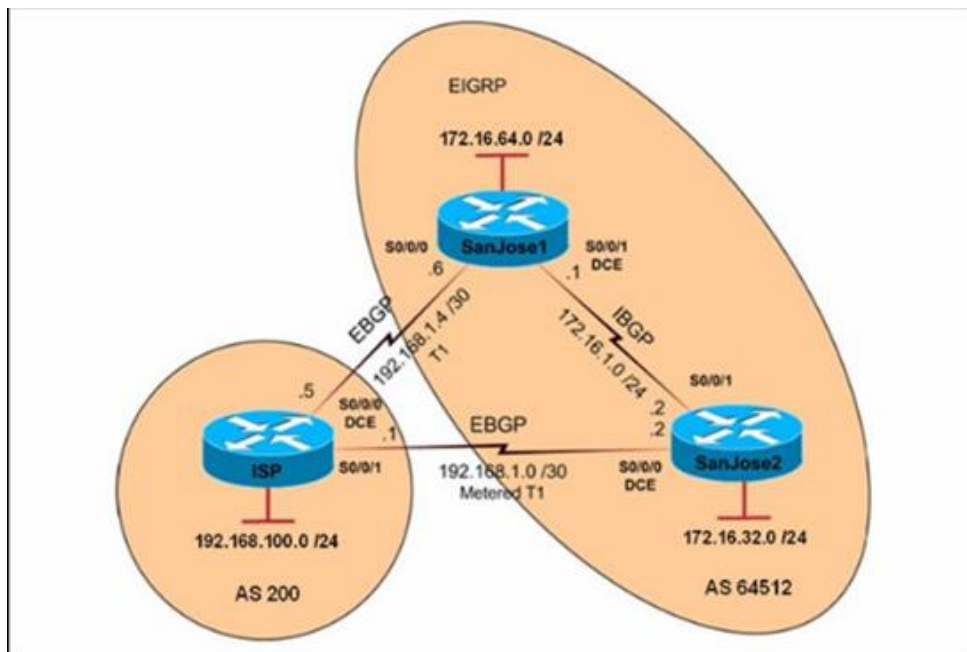 EIGRP
172.16.64.0 /24
S0/0/0
SanJose1
S0/0/1
DCE
.6
.1
EBGP
192.168.1.4 /30
T1
IBGP
172.16.1.0 /24
S0/0/1
.2
.2
.5
S0/0/0
DCE
.1
EBGP
ISP
S0/0/1
192.168.1.0 /30
Metered T1
S0/0/0
DCE
SanJose2
192.168.100.0 /24
172.16.32.0 /24
AS 200
AS 64512